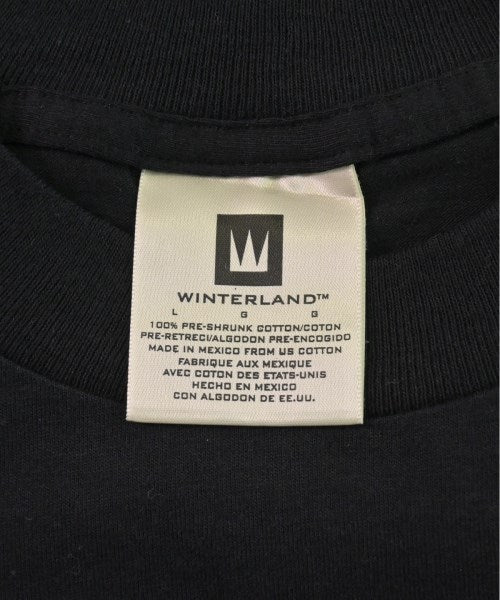 W
WINTERLAND™
L G G
100% PRE-SHRUNK COTTON/COTON
PRE-RETRECI/ALGODON PRE-ENCOGIDO
MADE IN MEXICO FROM US COTTON
FABRIQUE AUX MEXIQUE
AVEC COTON DES ETATS-UNIS
HECHO EN MEXICO
CON ALGODON DE EE.UU.